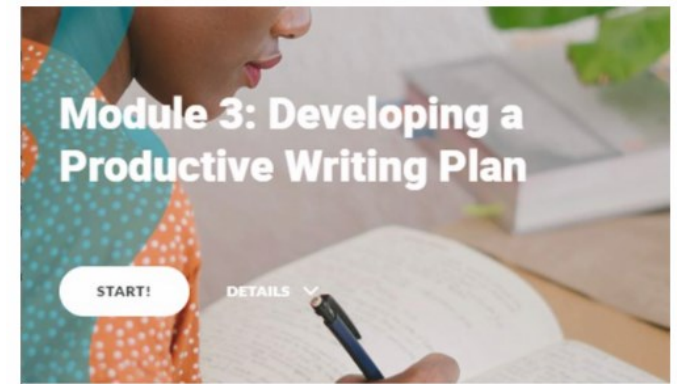 Module 3: Developing a
Productive Writing Plan
START!
DETAILS